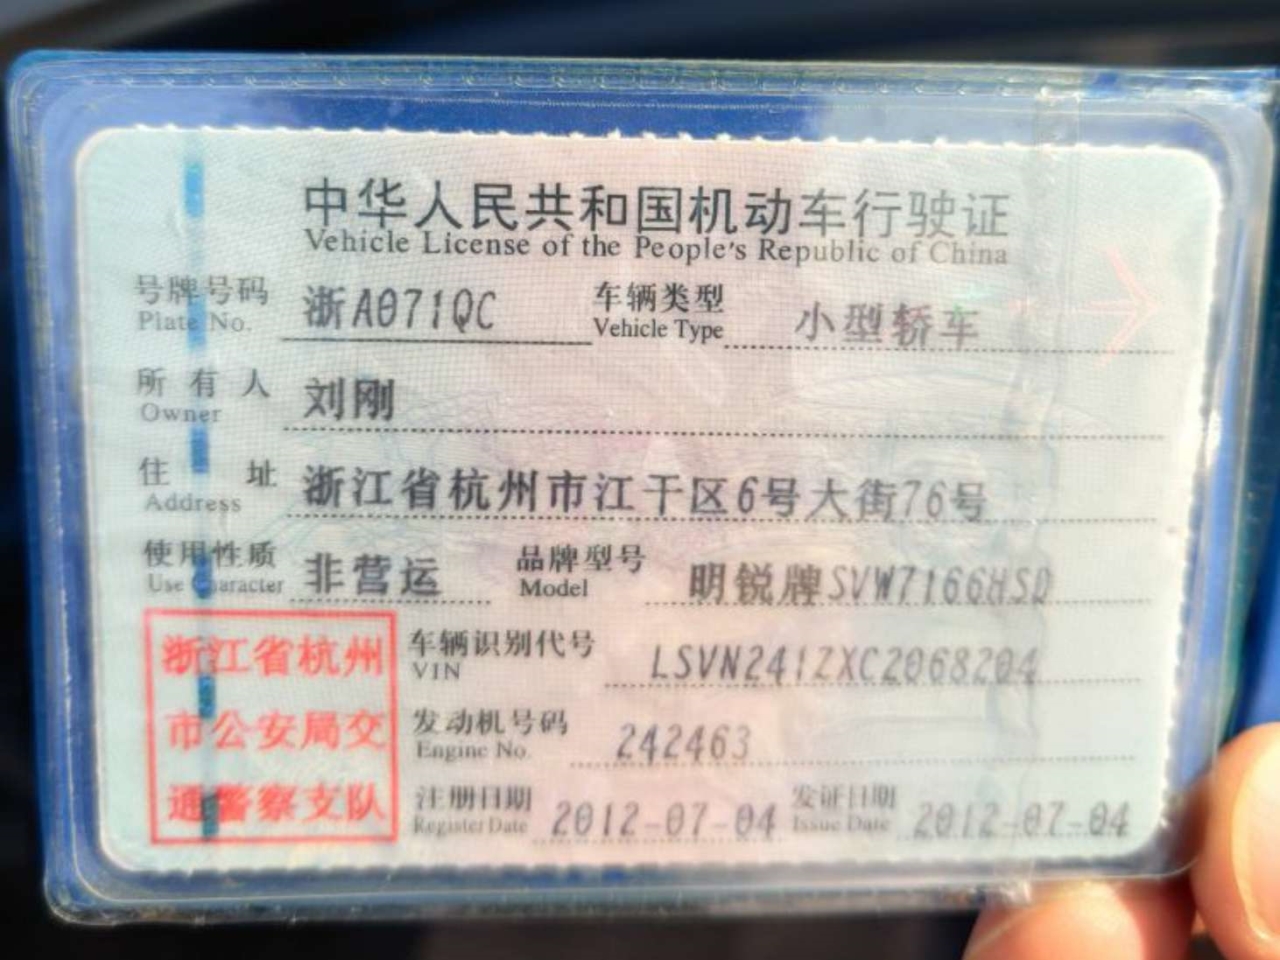 中华人民共和国机动车行驶证
Vehicle License of the People's Republic of China
号牌号码 浙A071QC 车辆类型 小型轿车
Plate No. Vehicle Type
所有人 刘刚
Owner
住址 浙江省杭州市江干区6号大街76号
Address
使用性质 非营运 品牌型号 明锐牌SVW7166HSD
Use Character Model
浙江省杭州 车辆识别代号 LSVN241ZXC2068204
VIN
市公安局交 发动机号码 242463
Engine No.
通警察支队 注册日期 2012-07-04 发证日期 2012-07-04
Register Date Issue Date